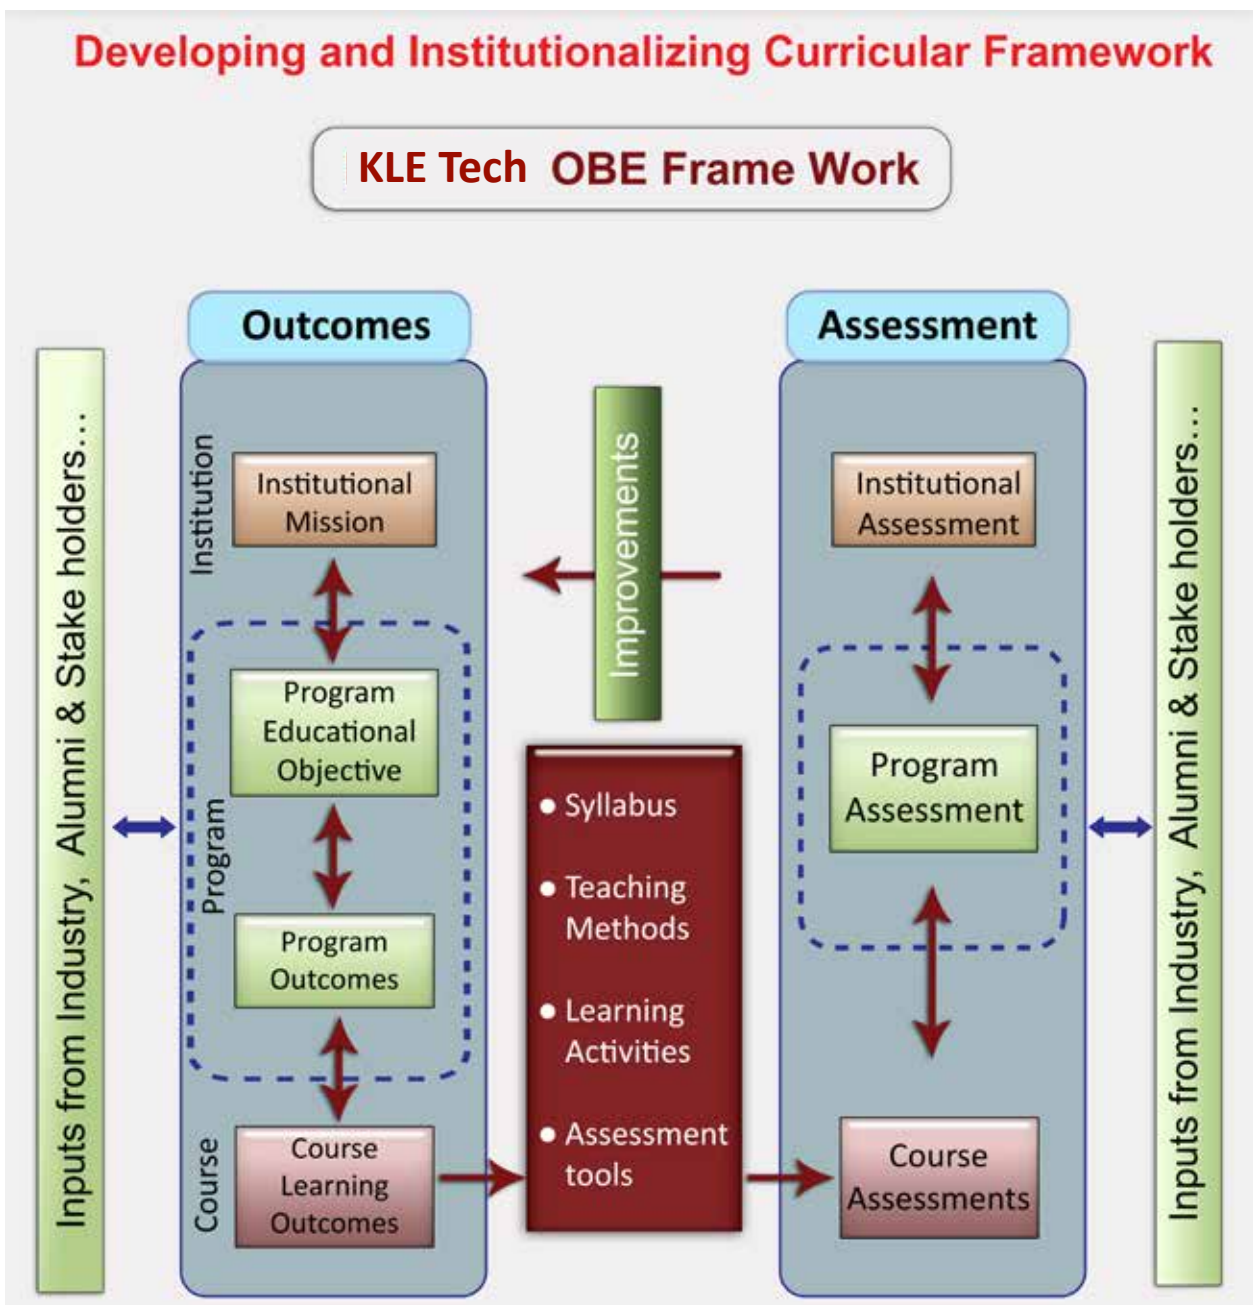 Developing and Institutionalizing Curricular Framework
KLE Tech OBE Frame Work
Inputs from Industry, Alumni & Stake holders...
Outcomes
Institution
Institutional
Mission
Program
Program
Educational
Objective
Program
Outcomes
Course
Course
Learning
Outcomes
Improvements
• Syllabus
• Teaching
Methods
• Learning
Activities
• Assessment
tools
Assessment
Institutional
Assessment
Program
Assessment
Course
Assessments
Inputs from Industry, Alumni & Stake holders...